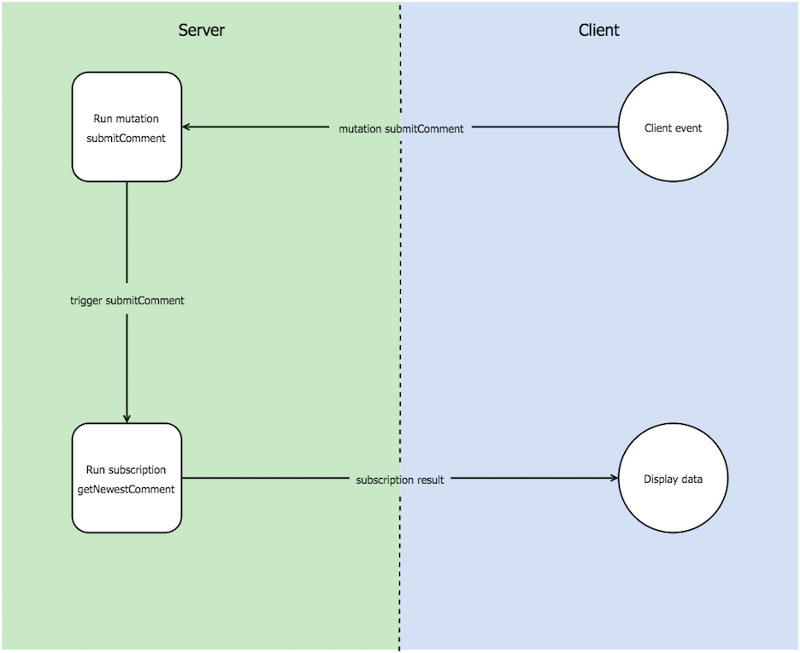 Server
Client
Run mutation
submitComment
mutation submitComment
Client event
trigger submitComment
Run subscription
getNewestComment
subscription result
Display data